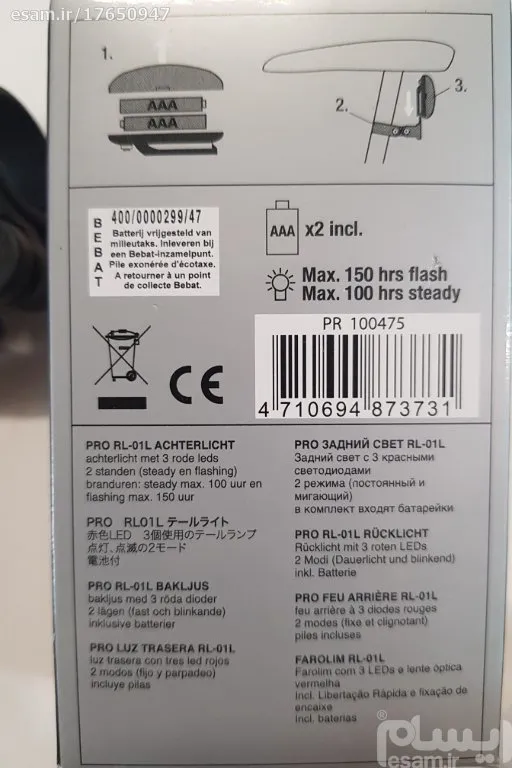 esam.ir/17650947
1.
AAA
AAA
2.
3.
BEBAT
400/0000299/47
Batterij vrijgesteld van
milieutaks. Inleveren bij
een Bebat-inzamelpunt.
Pile exonérée d'écotaxe.
A retourner à un point
de collecte Bebat.
AAA x2 incl.
Max. 150 hrs flash
Max. 100 hrs steady
CE
PR 100475
4 710694 873731
PRO RL-01L ACHTERLICHT
achterlicht met 3 rode leds
2 standen (steady en flashing)
branduren: steady max. 100 uur en
flashing max. 150 uur
PRO RL01L テールライト
赤色LED 3個使用のテールランプ
点灯、点滅の2モード
電池付
PRO RL-01L BAKLJUS
bakljus med 3 röda dioder
2 lägen (fast och blinkande)
inklusive batterier
PRO LUZ TRASERA RL-01L
luz trasera con tres led rojos
2 modos (fijo y parpadeo)
incluye pilas
PRO ЗАДНИЙ СВЕТ RL-01L
Задний свет с 3 красными
светодиодами
2 режима (постоянный и
мигающий)
в комплект входят батарейки
PRO RL-01L RÜCKLICHT
Rücklicht mit 3 roten LEDs
2 Modi (Dauerlicht und blinkend)
inkl. Batterie
PRO FEU ARRIÈRE RL-01L
feu arrière à 3 diodes rouges
2 modes (fixe et clignotant)
piles incluses
FAROLIM RL-01L
Farolim com 3 LEDs e lente óptica
vermelha
Incl. Libertação Rápida e fixação de
encaixe
Incl. baterias
ایسام®
esam.ir